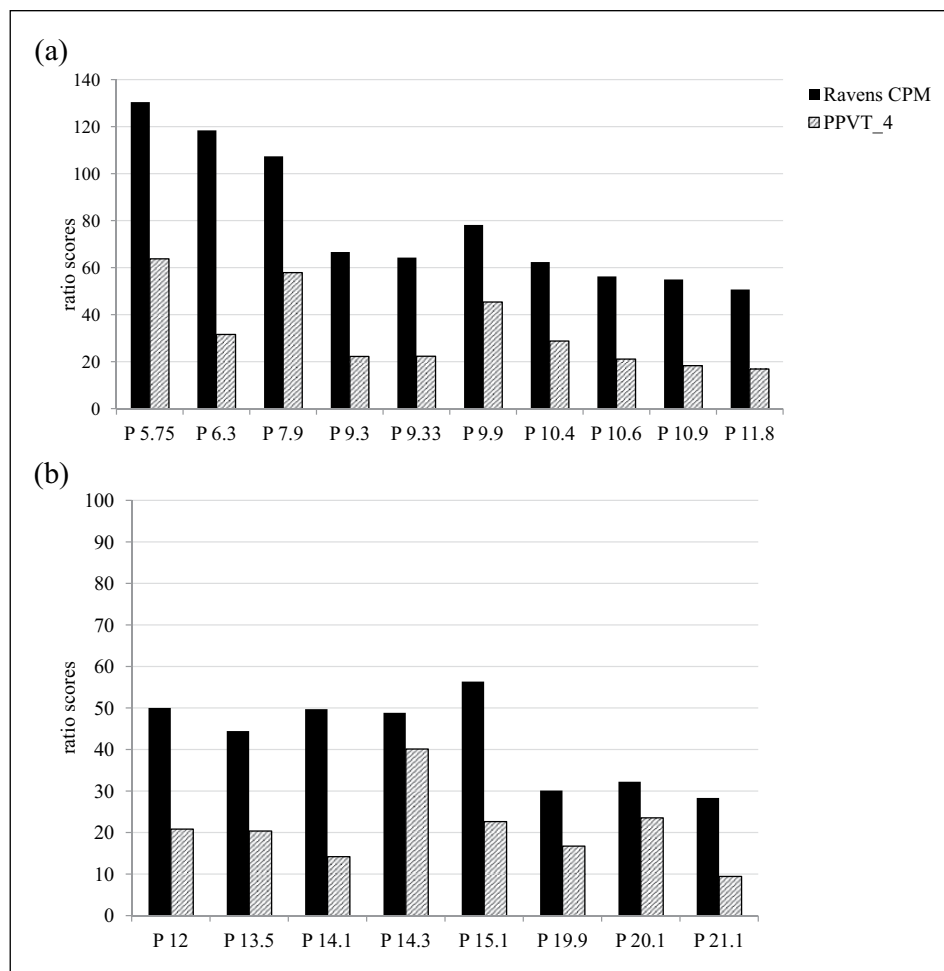 (a)
140
120
100
80
60
40
20
0
ratio scores
P 5.75 P 6.3 P 7.9 P 9.3 P 9.33 P 9.9 P 10.4 P 10.6 P 10.9 P 11.8
Ravens CPM
PPVT_4
(b)
100
90
80
70
60
50
40
30
20
10
0
ratio scores
P 12 P 13.5 P 14.1 P 14.3 P 15.1 P 19.9 P 20.1 P 21.1